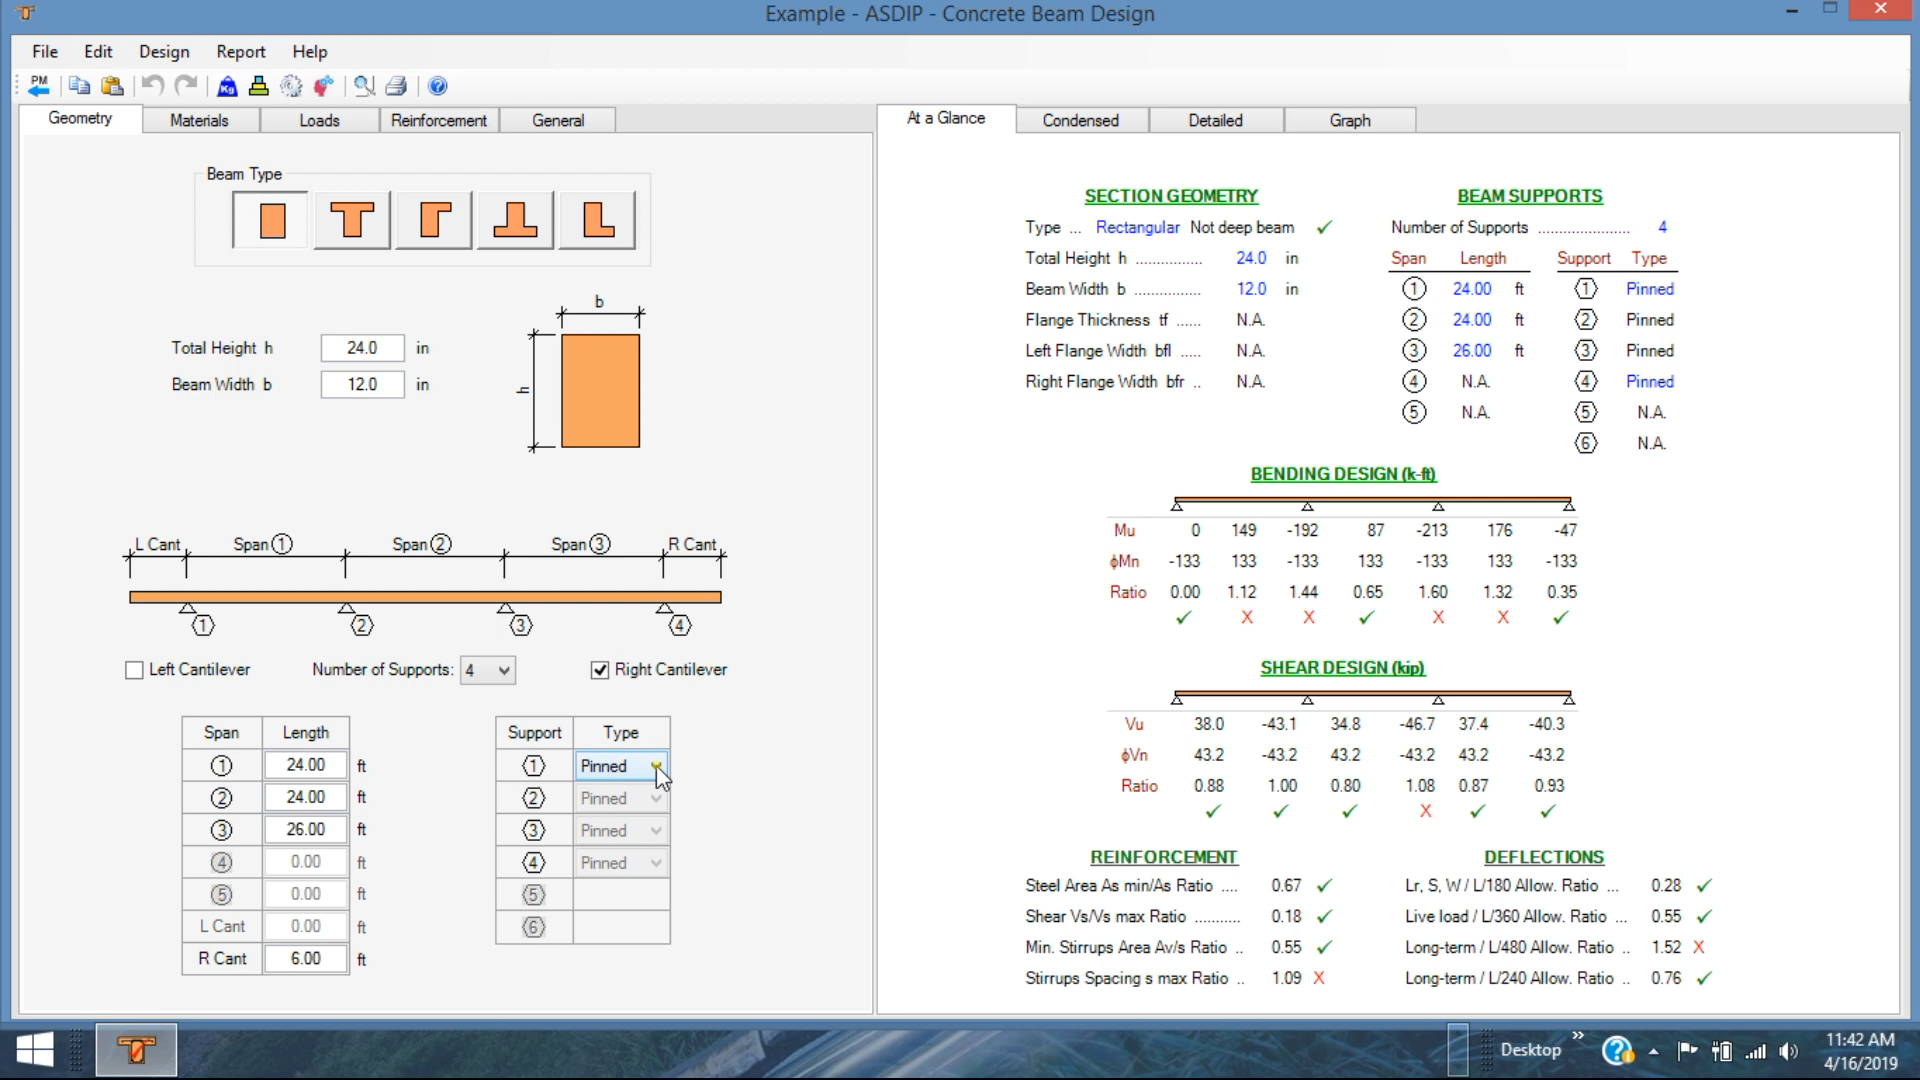 Example - ASDIP - Concrete Beam Design
File Edit Design Report Help
PM Kg ?
Geometry Materials Loads Reinforcement General
At a Glance Condensed Detailed Graph
Beam Type
Total Height h 24.0 in
Beam Width b 12.0 in
b
h
L Cant Span 1 Span 2 Span 3 R Cant
1 2 3 4
Left Cantilever Number of Supports: 4 Right Cantilever
Span Length
1 24.00 ft
2 24.00 ft
3 26.00 ft
4 0.00 ft
5 0.00 ft
L Cant 0.00 ft
R Cant 6.00 ft
Support Type
1 Pinned
2 Pinned
3 Pinned
4 Pinned
5
6
SECTION GEOMETRY
Type ... Rectangular Not deep beam ✓
Total Height h ................ 24.0 in
Beam Width b ............... 12.0 in
Flange Thickness tf ...... N.A.
Left Flange Width bfl ..... N.A.
Right Flange Width bfr .. N.A.
BEAM SUPPORTS
Number of Supports ...................... 4
Span Length Support Type
1 24.00 ft 1 Pinned
2 24.00 ft 2 Pinned
3 26.00 ft 3 Pinned
4 N.A. 4 Pinned
5 N.A. 5 N.A.
6 N.A.
BENDING DESIGN (k-ft)
Mu 0 149 -192 87 -213 176 -47
ϕMn -133 133 -133 133 -133 133 -133
Ratio 0.00 1.12 1.44 0.65 1.60 1.32 0.35
✓ X X ✓ X X ✓
SHEAR DESIGN (kip)
Vu 38.0 -43.1 34.8 -46.7 37.4 -40.3
ϕVn 43.2 -43.2 43.2 -43.2 43.2 -43.2
Ratio 0.88 1.00 0.80 1.08 0.87 0.93
✓ ✓ ✓ X ✓ ✓
REINFORCEMENT
Steel Area As min/As Ratio .... 0.67 ✓
Shear Vs/Vs max Ratio ........... 0.18 ✓
Min. Stirrups Area Av/s Ratio .. 0.55 ✓
Stirrups Spacing s max Ratio .. 1.09 X
DEFLECTIONS
Lr, S, W / L/180 Allow. Ratio ... 0.28 ✓
Live load / L/360 Allow. Ratio ... 0.55 ✓
Long-term / L/480 Allow. Ratio .. 1.52 X
Long-term / L/240 Allow. Ratio .. 0.76 ✓
Desktop » ? 11:42 AM
4/16/2019